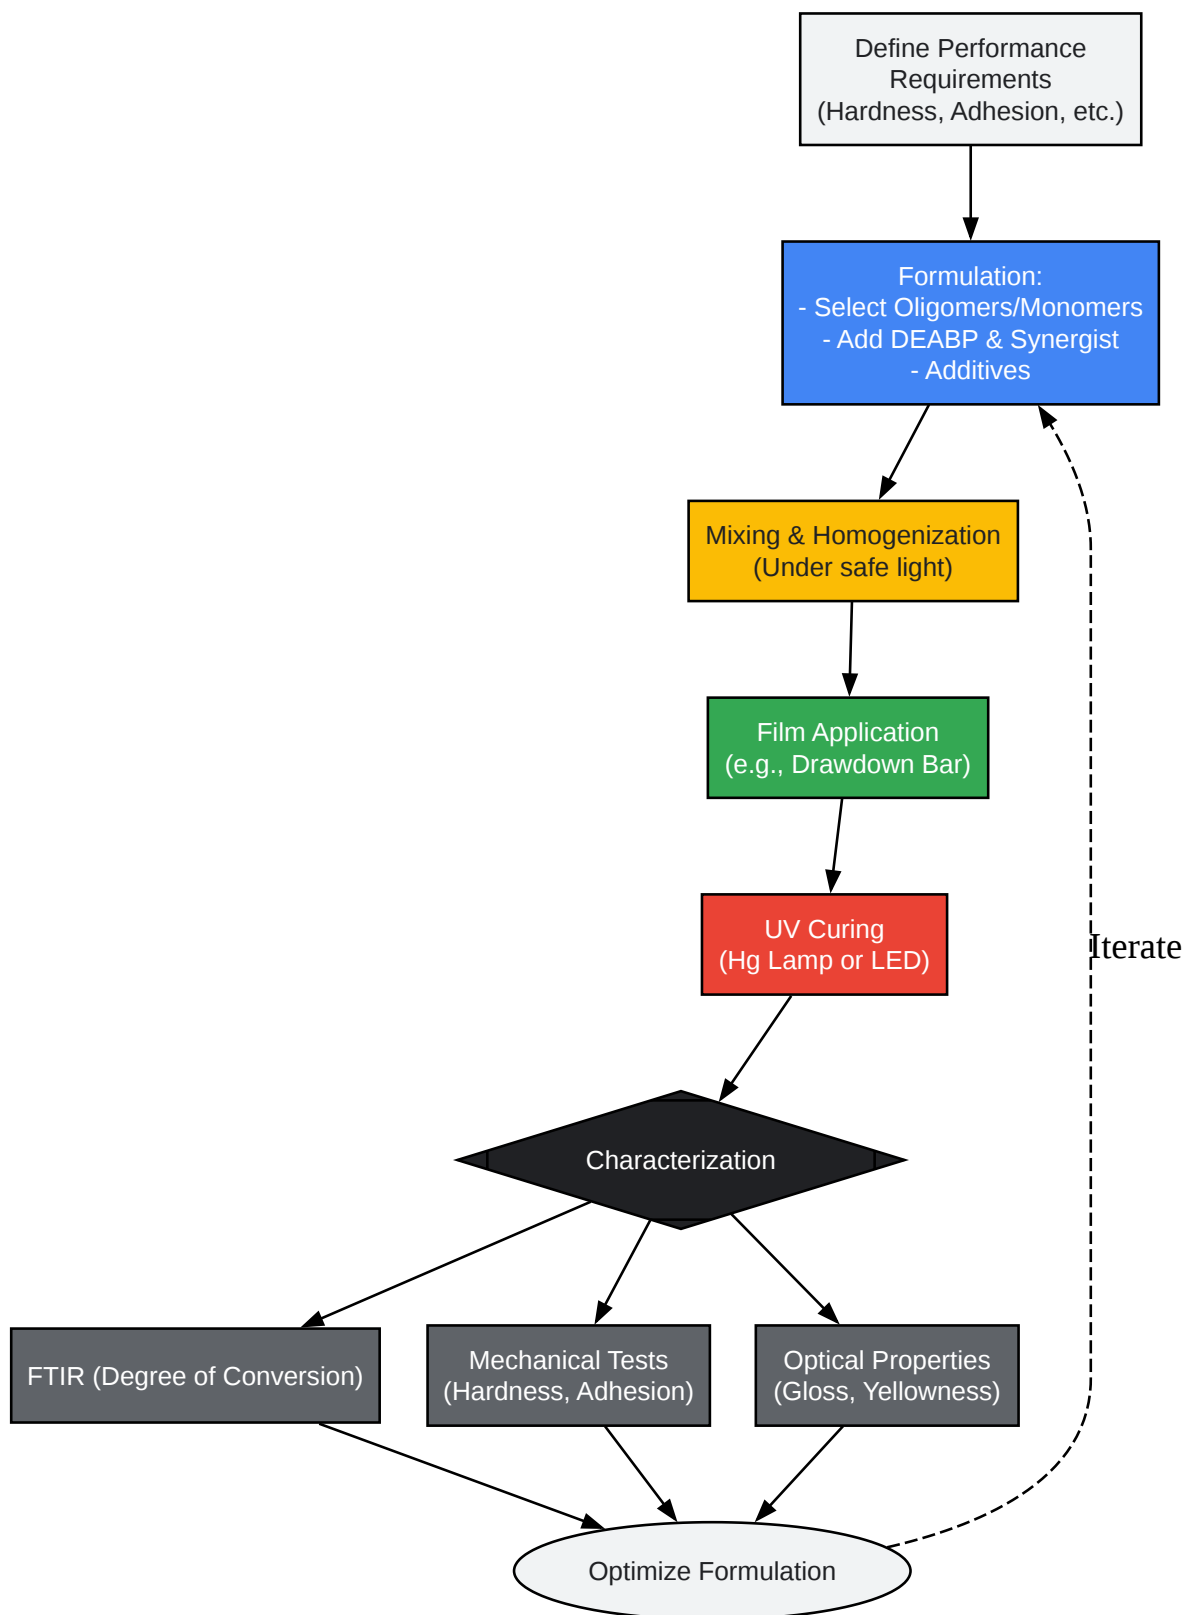 Define Performance
Requirements
(Hardness, Adhesion, etc.)
Formulation:
- Select Oligomers/Monomers
- Add DEABP & Synergist
- Additives
Mixing & Homogenization
(Under safe light)
Film Application
(e.g., Drawdown Bar)
UV Curing
(Hg Lamp or LED)
Iterate
Characterization
FTIR (Degree of Conversion)
Mechanical Tests
(Hardness, Adhesion)
Optical Properties
(Gloss, Yellowness)
Optimize Formulation